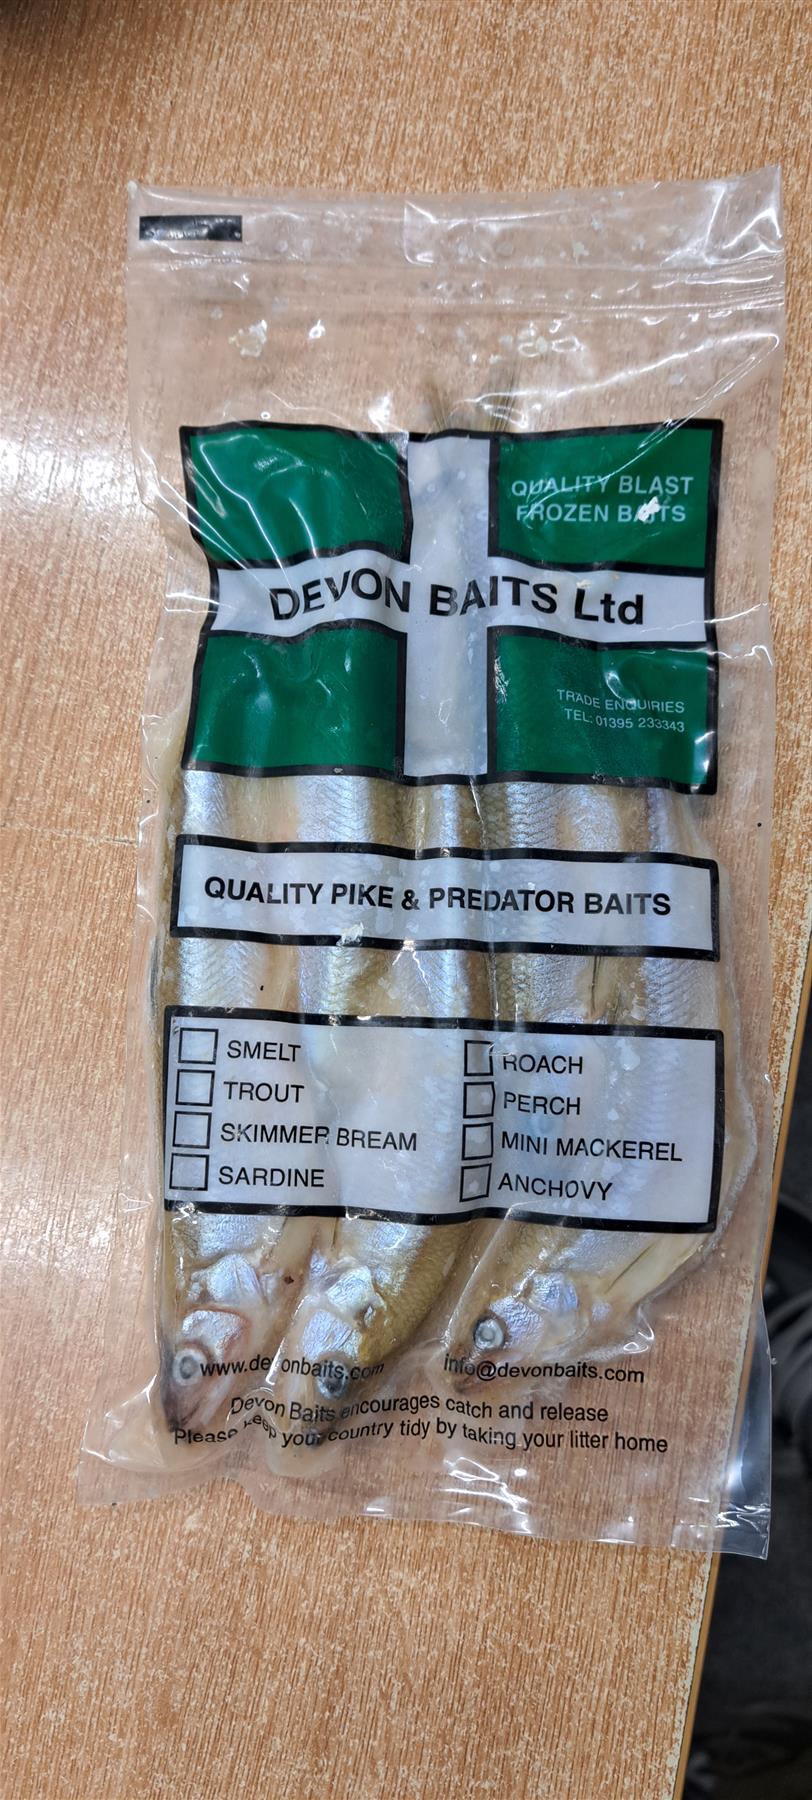 QUALITY BLAST
FROZEN BAITS
DEVON BAITS Ltd
TRADE ENQUIRIES
TEL: 01395 233343
QUALITY PIKE & PREDATOR BAITS
SMELT
TROUT
SKIMMER BREAM
SARDINE
ROACH
PERCH
MINI MACKEREL
ANCHOVY
www.devonbaits.com
info@devonbaits.com
Devon Baits encourages catch and release
Please keep your country tidy by taking your litter home